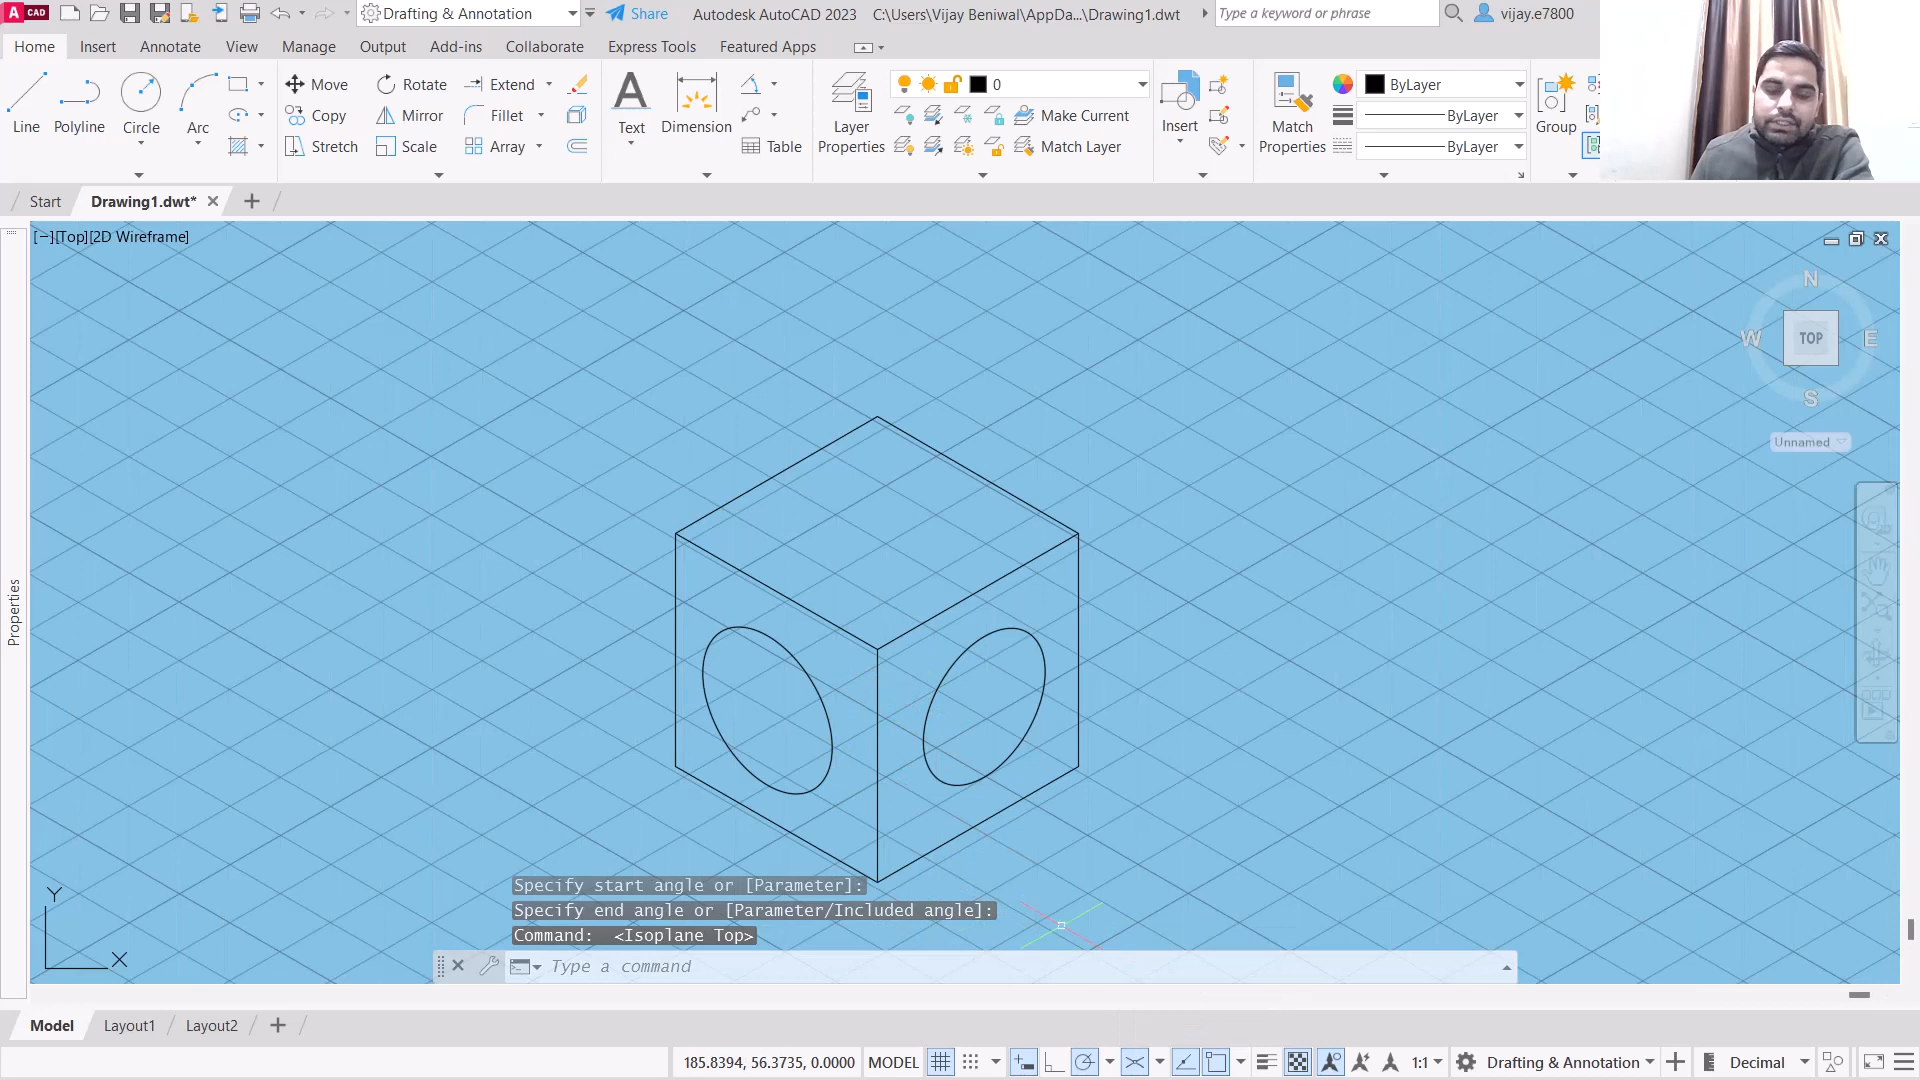 A CAD
Drafting & Annotation
Share
Autodesk AutoCAD 2023 C:\Users\Vijay Beniwal\AppDa...\Drawing1.dwt
Type a keyword or phrase
vijay.e7800
Home Insert Annotate View Manage Output Add-ins Collaborate Express Tools Featured Apps
Line Polyline Circle Arc
Move Rotate Extend
Copy Mirror Fillet
Stretch Scale Array
Text Dimension
Table
Layer Properties
0
Make Current
Match Layer
Insert
Match Properties
ByLayer
ByLayer
ByLayer
Group
Start Drawing1.dwt*
[−][Top][2D Wireframe]
N
W TOP E
S
Unnamed
Properties
Y
X
Specify start angle or [Parameter]:
Specify end angle or [Parameter/Included angle]:
Command: <Isoplane Top>
Type a command
Model Layout1 Layout2
185.8394, 56.3735, 0.0000 MODEL 1:1 Drafting & Annotation Decimal